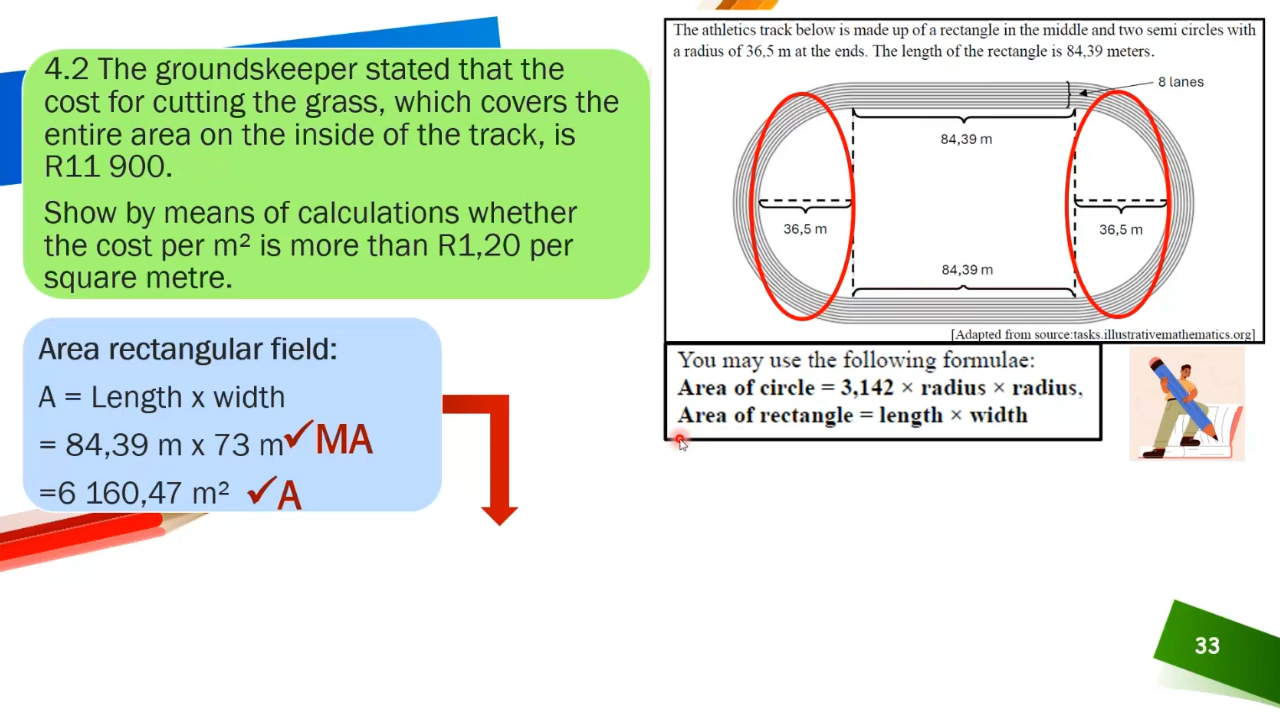 4.2 The groundskeeper stated that the
cost for cutting the grass, which covers the
entire area on the inside of the track, is
R11 900.
Show by means of calculations whether
the cost per m² is more than R1,20 per
square metre.
Area rectangular field:
A = Length x width
= 84,39 m x 73 m✓MA
=6 160,47 m² ✓A
The athletics track below is made up of a rectangle in the middle and two semi circles with
a radius of 36,5 m at the ends. The length of the rectangle is 84,39 meters.
8 lanes
84,39 m
36,5 m
36,5 m
84,39 m
[Adapted from source:tasks.illustrativemathematics.org]
You may use the following formulae:
Area of circle = 3,142 × radius × radius,
Area of rectangle = length × width
33